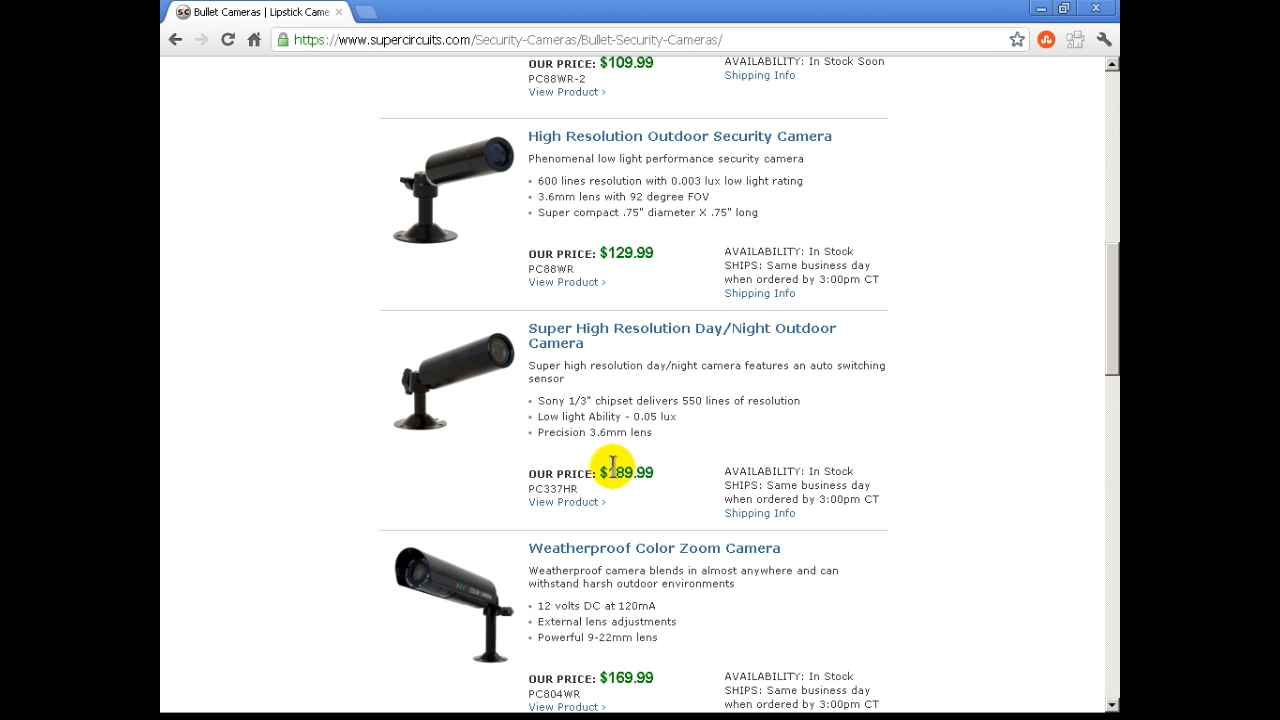 Bullet Cameras | Lipstick Came
https://www.supercircuits.com/Security-Cameras/Bullet-Security-Cameras/
OUR PRICE: $109.99
PC88WR-2
View Product >
AVAILABILITY: In Stock Soon
Shipping Info
High Resolution Outdoor Security Camera
Phenomenal low light performance security camera
• 600 lines resolution with 0.003 lux low light rating
• 3.6mm lens with 92 degree FOV
• Super compact .75" diameter X .75" long
OUR PRICE: $129.99
PC88WR
View Product >
AVAILABILITY: In Stock
SHIPS: Same business day
when ordered by 3:00pm CT
Shipping Info
Super High Resolution Day/Night Outdoor
Camera
Super high resolution day/night camera features an auto switching
sensor
• Sony 1/3" chipset delivers 550 lines of resolution
• Low light Ability - 0.05 lux
• Precision 3.6mm lens
OUR PRICE: $189.99
PC337HR
View Product >
AVAILABILITY: In Stock
SHIPS: Same business day
when ordered by 3:00pm CT
Shipping Info
Weatherproof Color Zoom Camera
Weatherproof camera blends in almost anywhere and can
withstand harsh outdoor environments
• 12 volts DC at 120mA
• External lens adjustments
• Powerful 9-22mm lens
OUR PRICE: $169.99
PC804WR
View Product >
AVAILABILITY: In Stock
SHIPS: Same business day
when ordered by 3:00pm CT
COLOR CAMERA